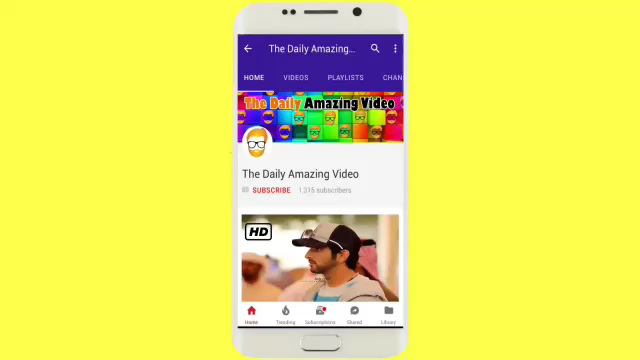 The Daily Amazing...
HOME VIDEOS PLAYLISTS CHAN
The Daily Amazing Video
The Daily Amazing Video
SUBSCRIBE 1,316 subscribers
HD
Home Trending Subscriptions Shared Library